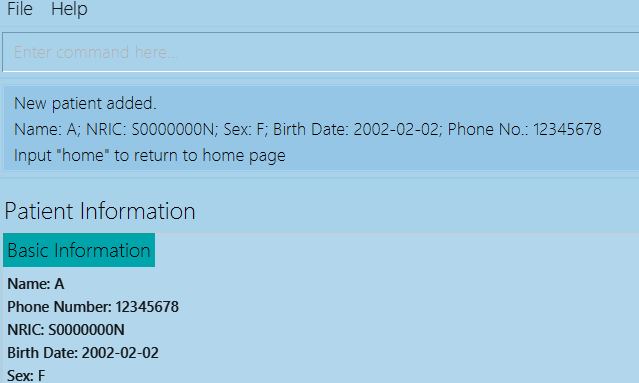 File Help
Enter command here...
New patient added.
Name: A; NRIC: S0000000N; Sex: F; Birth Date: 2002-02-02; Phone No.: 12345678
Input "home" to return to home page
Patient Information
Basic Information
Name: A
Phone Number: 12345678
NRIC: S0000000N
Birth Date: 2002-02-02
Sex: F